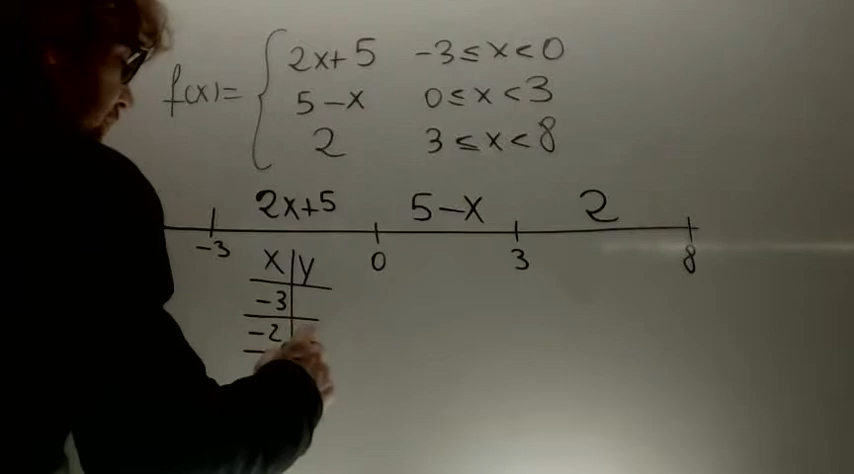 f(x)= { 2x+5 -3≤x<0
5-x 0≤x<3
2 3≤x<8
2x+5 5-x 2
-3 0 3 8
x y
-3
-2